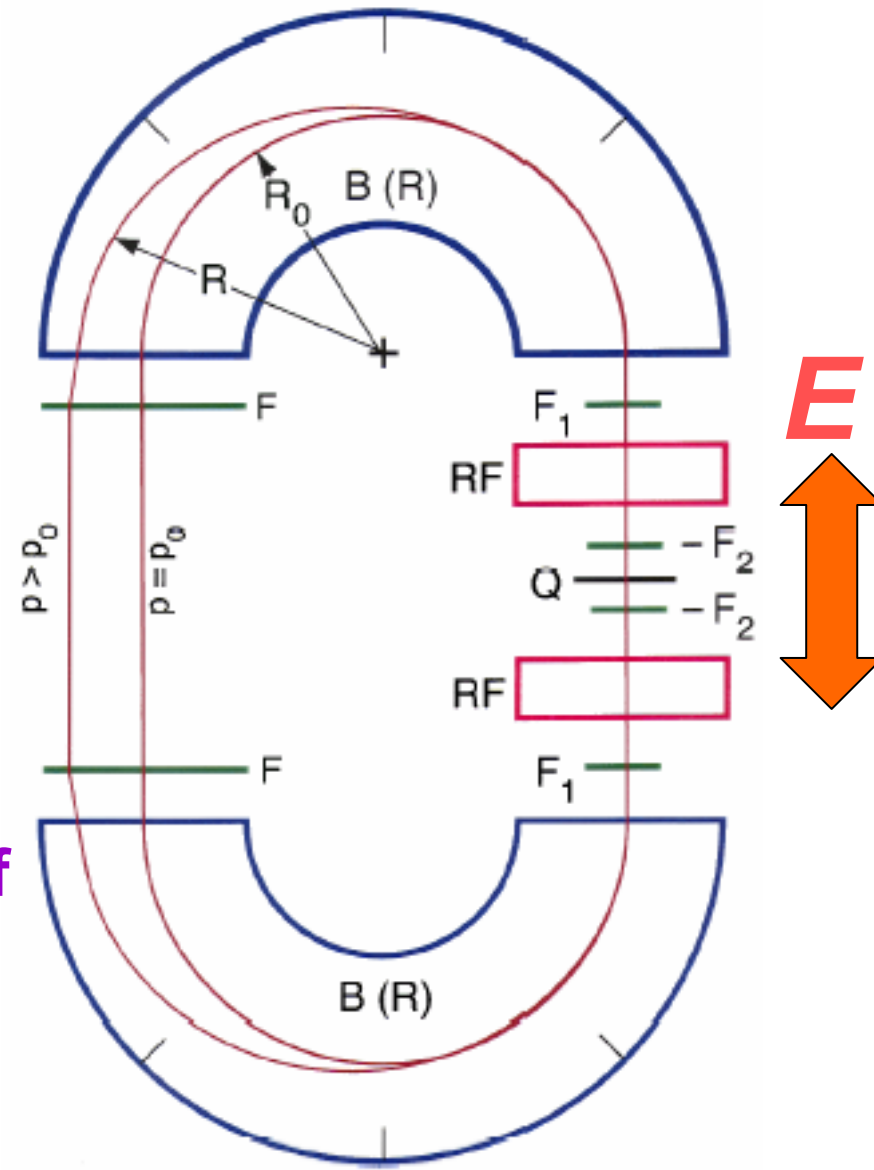 B (R)
R₀
R
E
F
F₁
RF
p > p₀
p = p₀
– F₂
Q
– F₂
RF
F
F₁
f
B (R)